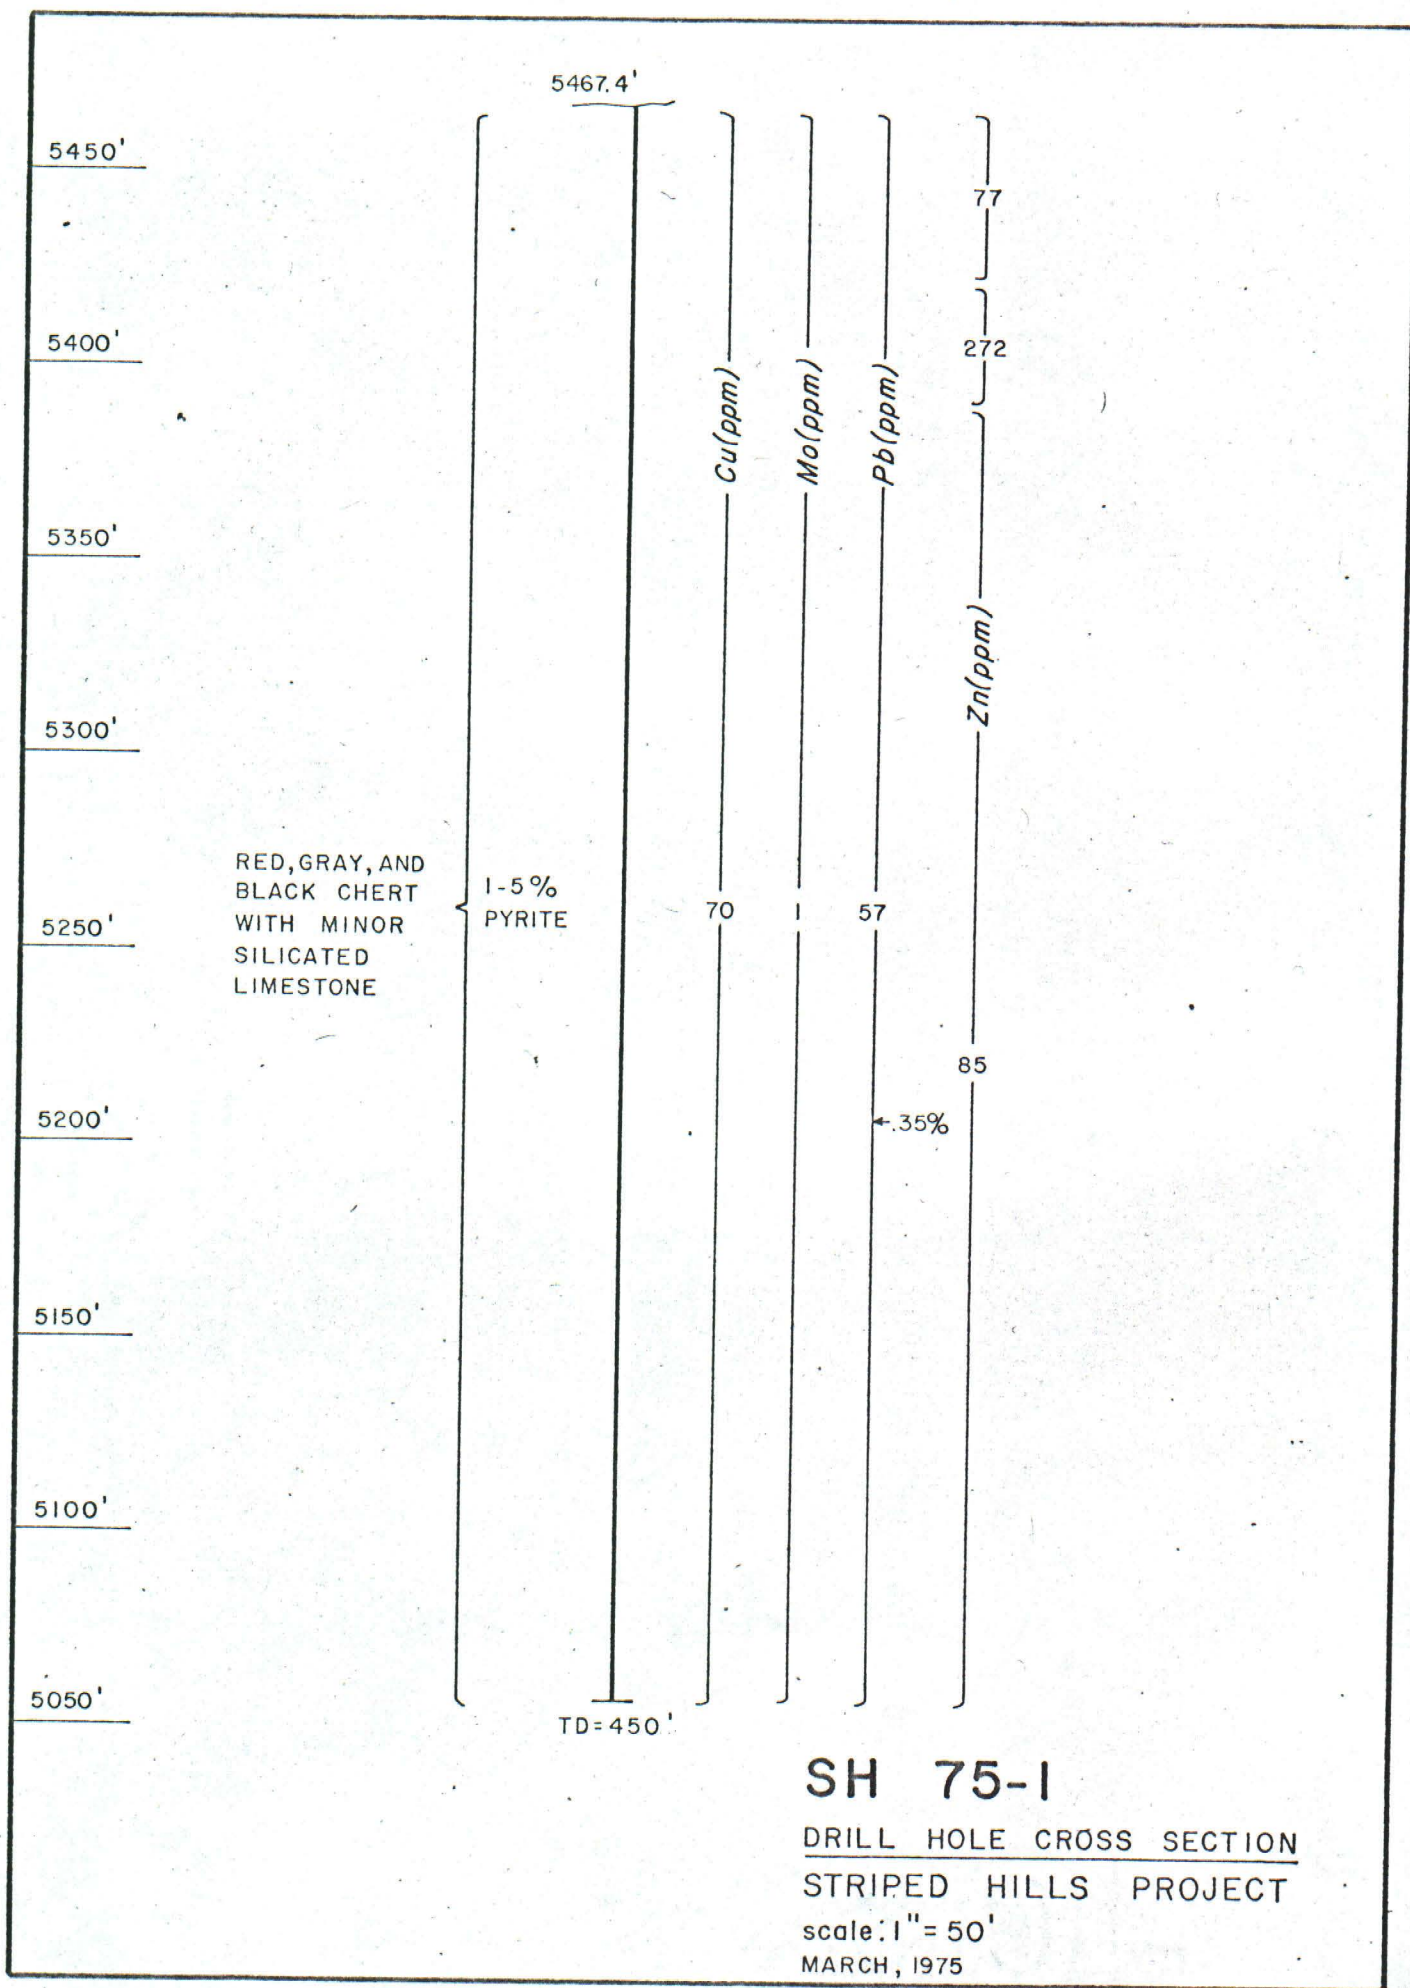 5467.4'
5450'
77
5400'
272
Cu(ppm)
Mo(ppm)
Pb(ppm)
5350'
Zn(ppm)
5300'
RED, GRAY, AND
BLACK CHERT
WITH MINOR
SILICATED
LIMESTONE
1-5%
PYRITE
70
1
57
5250'
85
5200'
.35%
5150'
5100'
5050'
TD=450'
SH 75-1
DRILL HOLE CROSS SECTION
STRIPED HILLS PROJECT
scale: 1" = 50'
MARCH, 1975